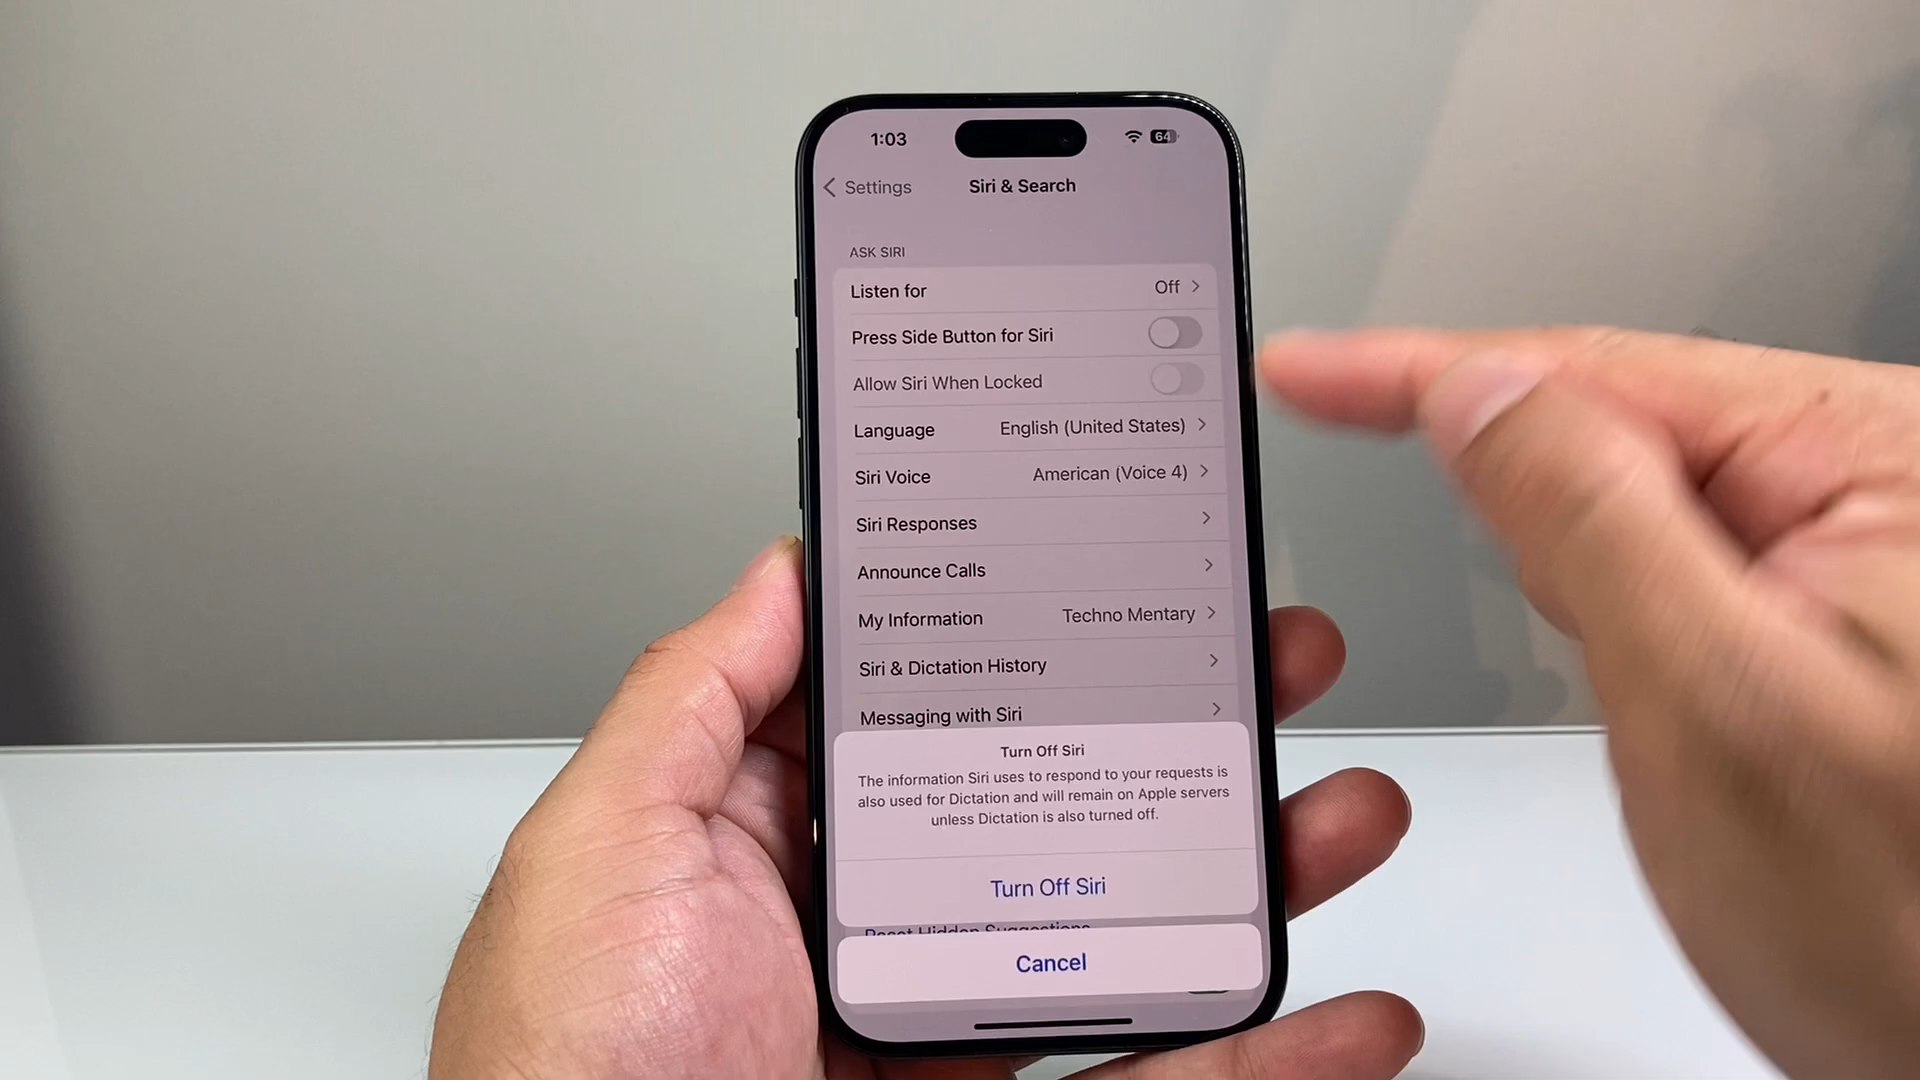 1:03
64
Settings
Siri & Search
ASK SIRI
Listen for Off
Press Side Button for Siri
Allow Siri When Locked
Language English (United States)
Siri Voice American (Voice 4)
Siri Responses
Announce Calls
My Information Techno Mentary
Siri & Dictation History
Messaging with Siri
Turn Off Siri
The information Siri uses to respond to your requests is
also used for Dictation and will remain on Apple servers
unless Dictation is also turned off.
Turn Off Siri
Reset Hidden Suggestions
Cancel